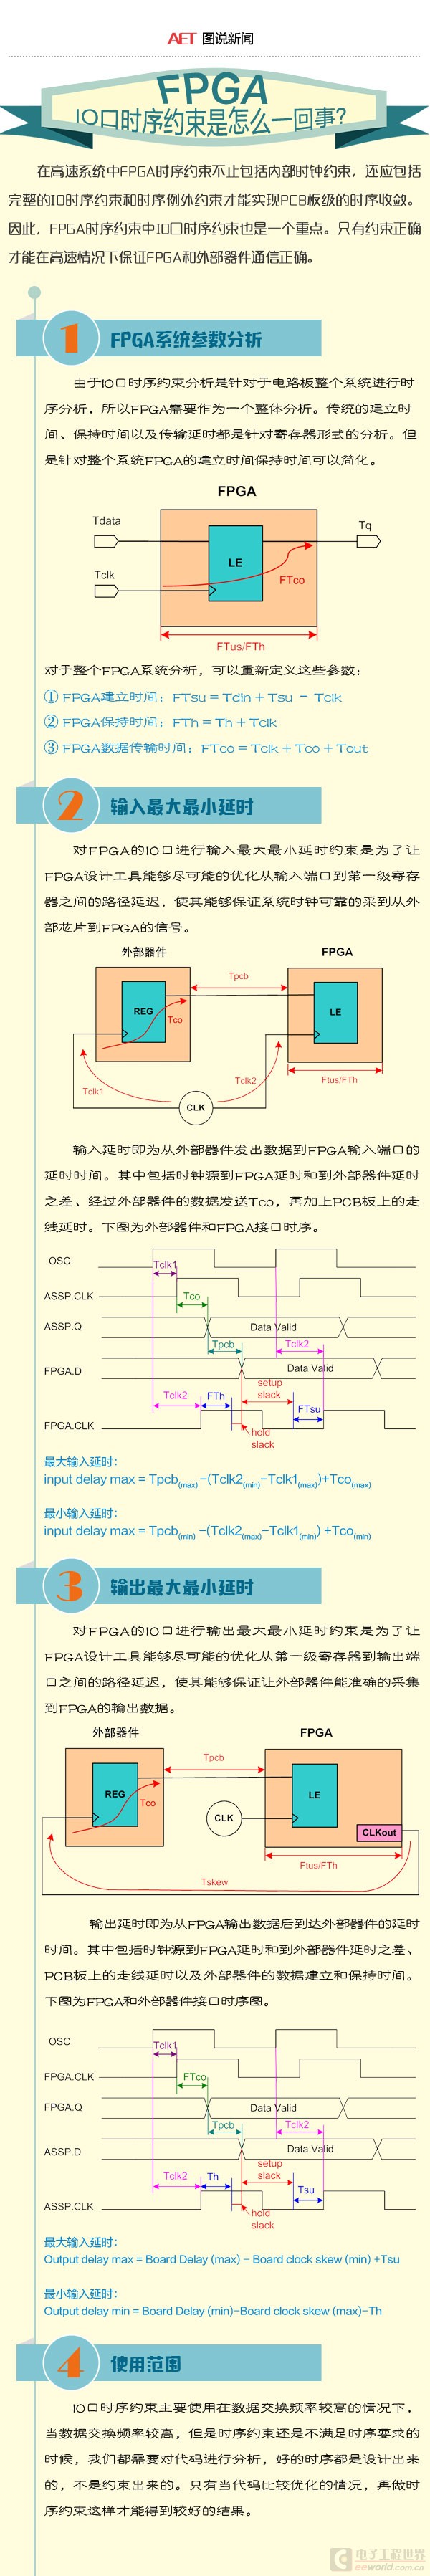 AET 图说新闻
FPGA
IO口时序约束是怎么一回事?
在高速系统中FPGA时序约束不止包括内部时钟约束，还应包括
完整的IO时序约束和时序例外约束才能实现PCB板级的时序收敛。
因此，FPGA时序约束中IO口时序约束也是一个重点。只有约束正确
才能在高速情况下保证FPGA和外部器件通信正确。
1 FPGA系统参数分析
由于IO口时序约束分析是针对于电路板整个系统进行时
序分析，所以FPGA需要作为一个整体分析。传统的建立时
间、保持时间以及传输延时都是针对寄存器形式的分析。但
是针对整个系统FPGA的建立时间保持时间可以简化。
FPGA
Tdata
Tq
LE
Tclk
FTco
FTus/FTh
对于整个FPGA系统分析，可以重新定义这些参数：
① FPGA建立时间：FTsu = Tdin + Tsu － Tclk
② FPGA保持时间：FTh = Th + Tclk
③ FPGA数据传输时间：FTco = Tclk + Tco + Tout
2 输入最大最小延时
对FPGA的IO口进行输入最大最小延时约束是为了让
FPGA设计工具能够尽可能的优化从输入端口到第一级寄存
器之间的路径延迟，使其能够保证系统时钟可靠的采到从外
部芯片到FPGA的信号。
外部器件
FPGA
Tpcb
REG
LE
Tco
Tclk1
Tclk2
Ftus/FTh
CLK
输入延时即为从外部器件发出数据到FPGA输入端口的
延时时间。其中包括时钟源到FPGA延时和到外部器件延时
之差、经过外部器件的数据发送Tco，再加上PCB板上的走
线延时。下图为外部器件和FPGA接口时序。
OSC
Tclk1
ASSP.CLK
Tco
ASSP.Q
Data Valid
Tpcb
Tclk2
FPGA.D
Data Valid
setup
slack
Tclk2
FTh
FTsu
FPGA.CLK
hold
slack
最大输入延时：
input delay max = Tpcb(max) −(Tclk2(min)−Tclk1(max))+Tco(max)
最小输入延时：
input delay max = Tpcb(min) −(Tclk2(max)−Tclk1(min)) +Tco(min)
3 输出最大最小延时
对FPGA的IO口进行输出最大最小延时约束是为了让
FPGA设计工具能够尽可能的优化从第一级寄存器到输出端
口之间的路径延迟，使其能够保证让外部器件能准确的采集
到FPGA的输出数据。
外部器件
FPGA
Tpcb
REG
LE
Tco
CLK
CLKout
Ftus/FTh
Tskew
输出延时即为从FPGA输出数据后到达外部器件的延时
时间。其中包括时钟源到FPGA延时和到外部器件延时之差、
PCB板上的走线延时以及外部器件的数据建立和保持时间。
下图为FPGA和外部器件接口时序图。
OSC
Tclk1
FPGA.CLK
FTco
FPGA.Q
Data Valid
Tpcb
Tclk2
ASSP.D
Data Valid
setup
slack
Tclk2
Th
Tsu
ASSP.CLK
hold
slack
最大输入延时：
Output delay max = Board Delay (max) − Board clock skew (min) +Tsu
最小输入延时：
Output delay min = Board Delay (min)−Board clock skew (max)−Th
4 使用范围
IO口时序约束主要使用在数据交换频率较高的情况下，
当数据交换频率较高，但是时序约束还是不满足时序要求的
时候，我们都需要对代码进行分析，好的时序都是设计出来
的，不是约束出来的。只有当代码比较优化的情况，再做时
序约束这样才能得到较好的结果。
电子工程世界
eeworld.com.cn